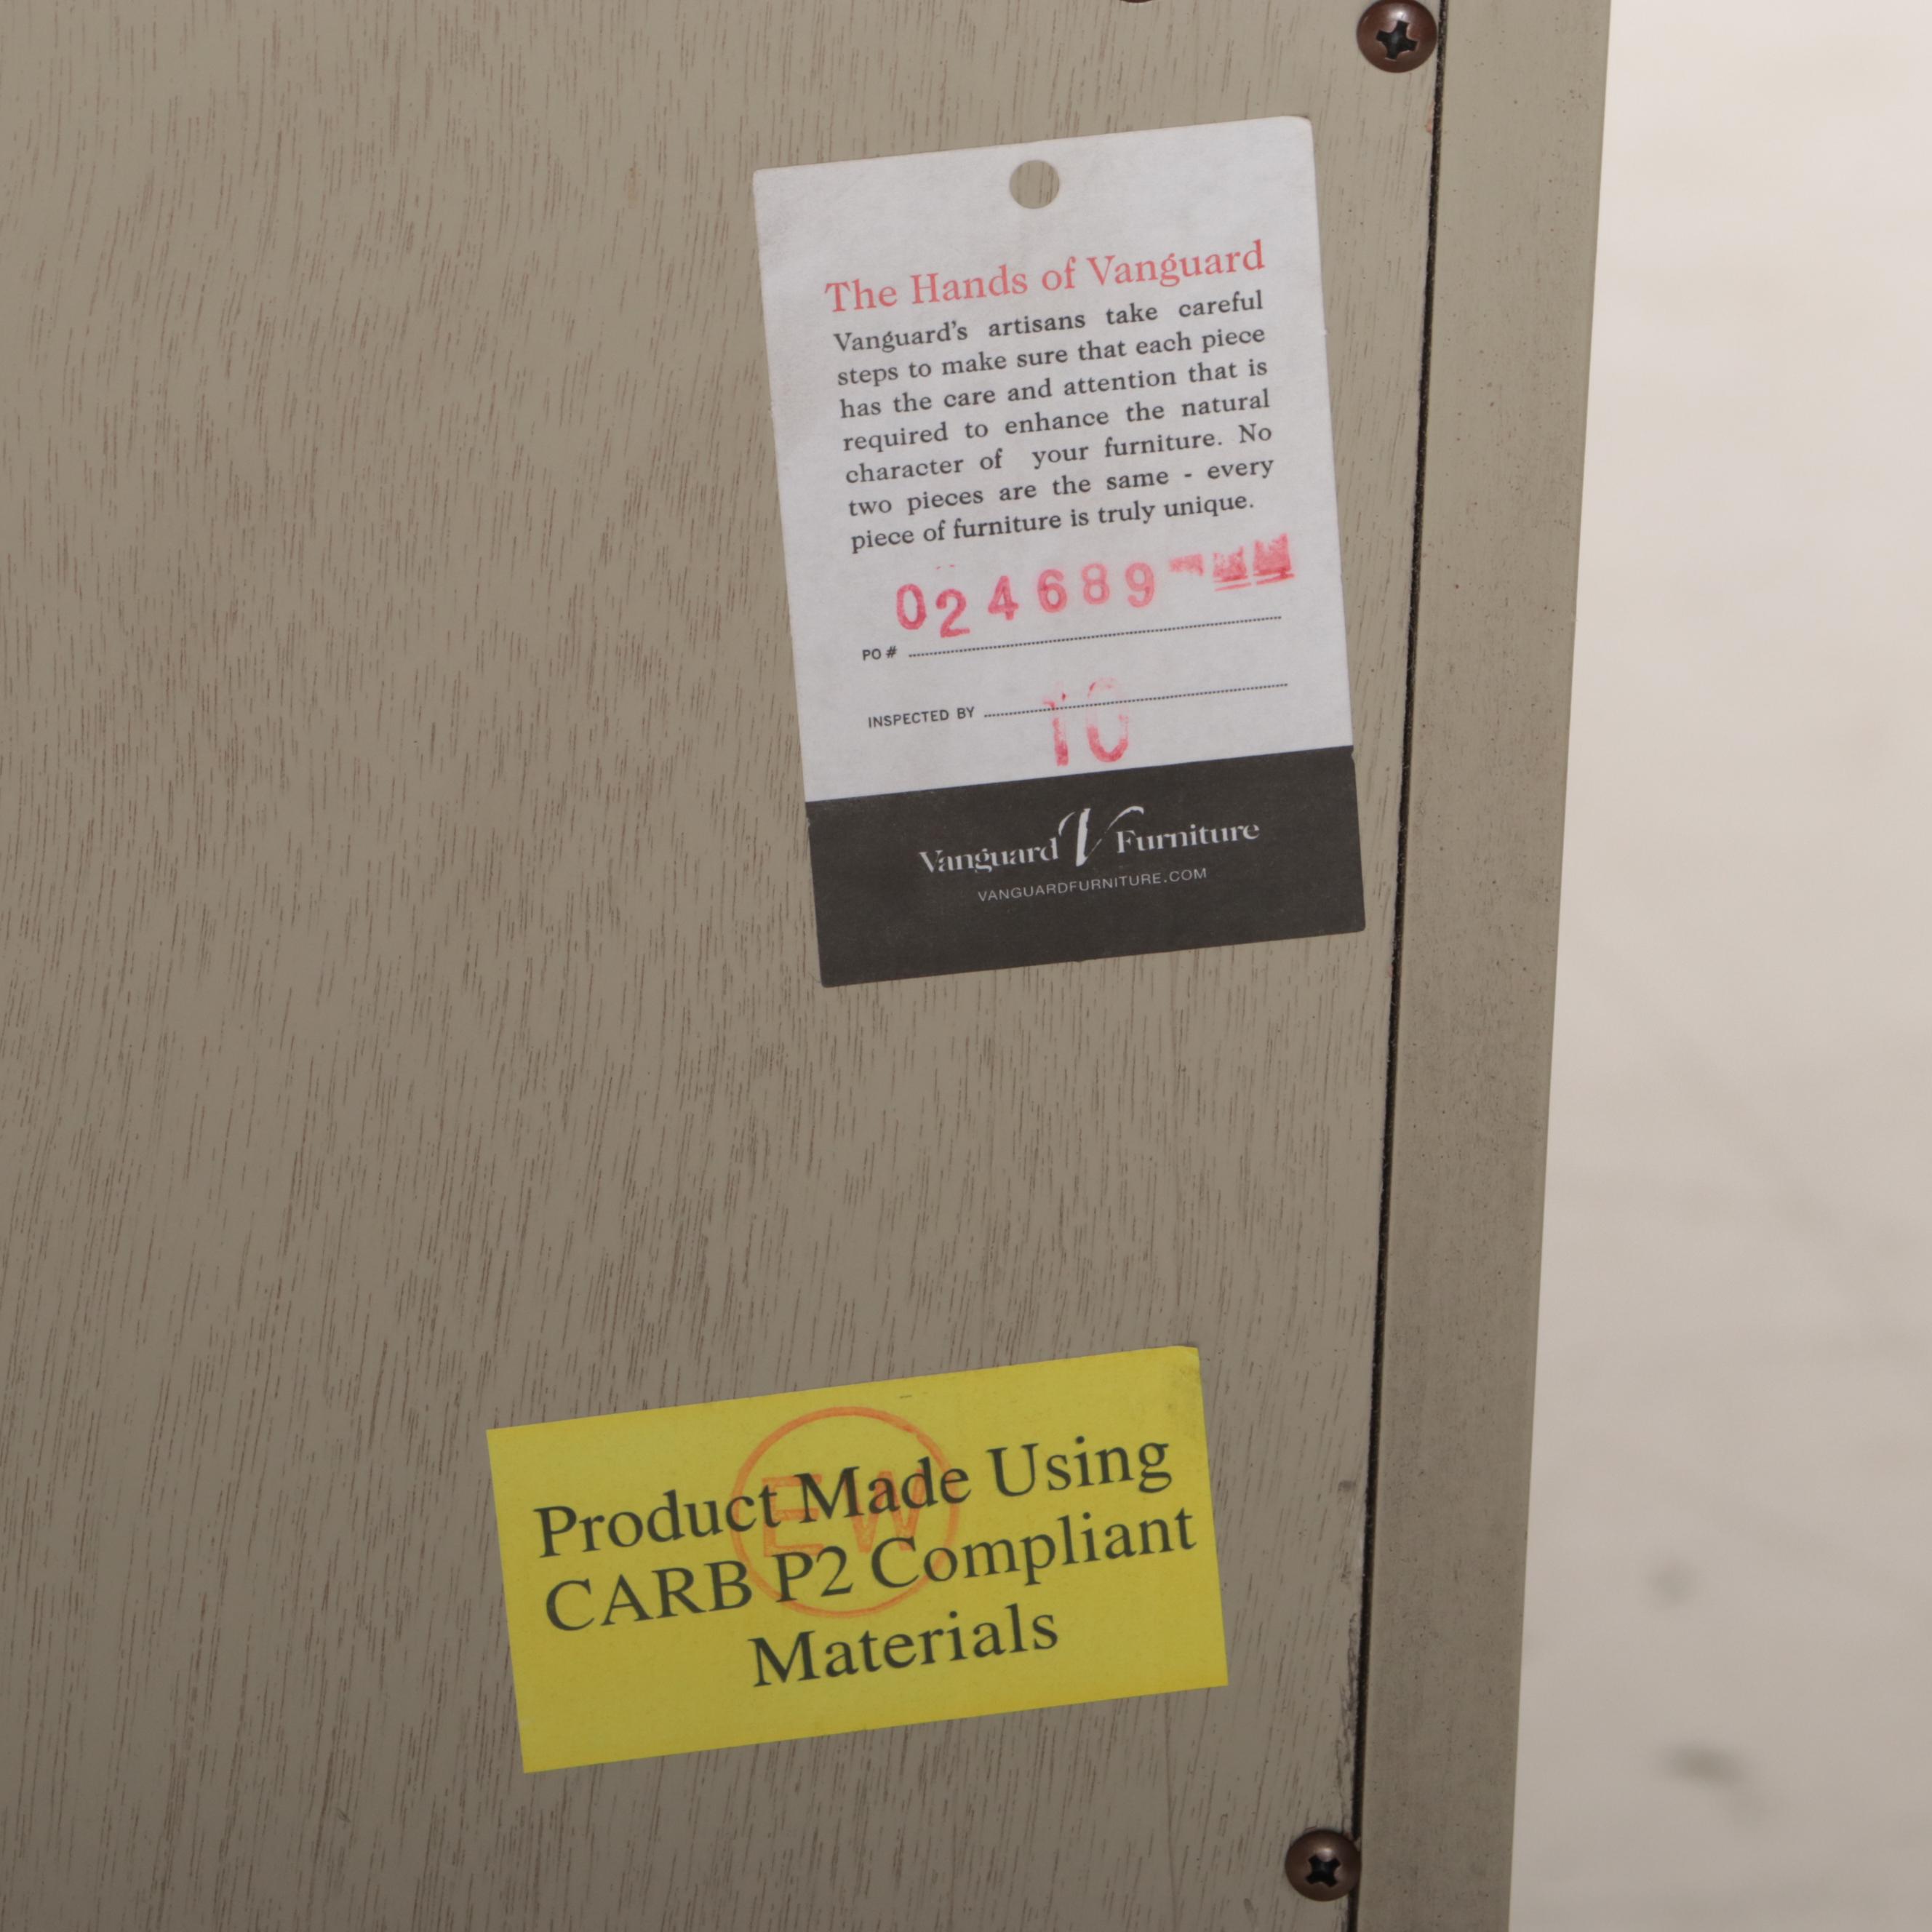 The Hands of Vanguard
Vanguard's artisans take careful
steps to make sure that each piece
has the care and attention that is
required to enhance the natural
character of your furniture. No
two pieces are the same - every
piece of furniture is truly unique.
024689
PO #
INSPECTED BY
10
Vanguard V Furniture
VANGUARDFURNITURE.COM
EW
Product Made Using
CARB P2 Compliant
Materials